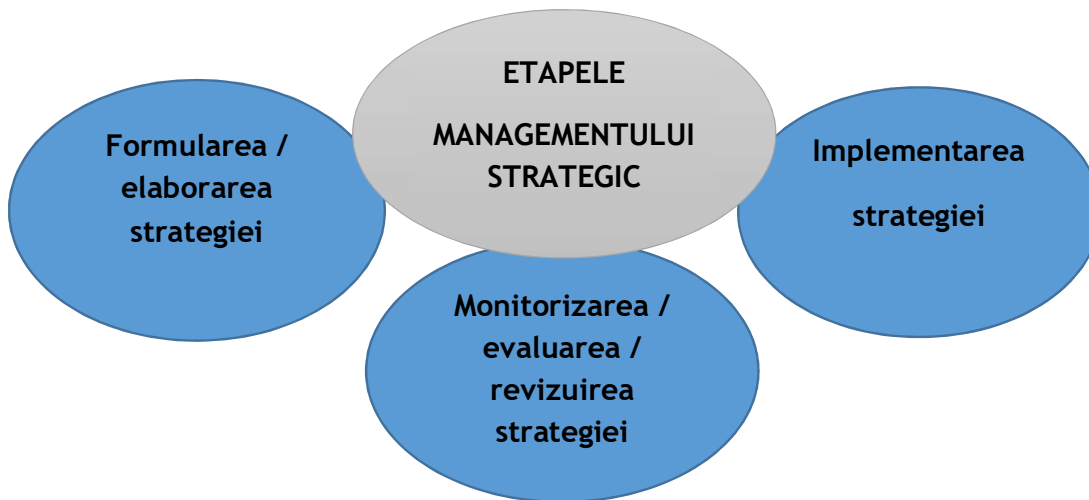 ETAPELE
MANAGEMENTULUI
STRATEGIC
Formularea /
elaborarea
strategiei
Implementarea
strategiei
Monitorizarea /
evaluarea /
revizuirea
strategiei